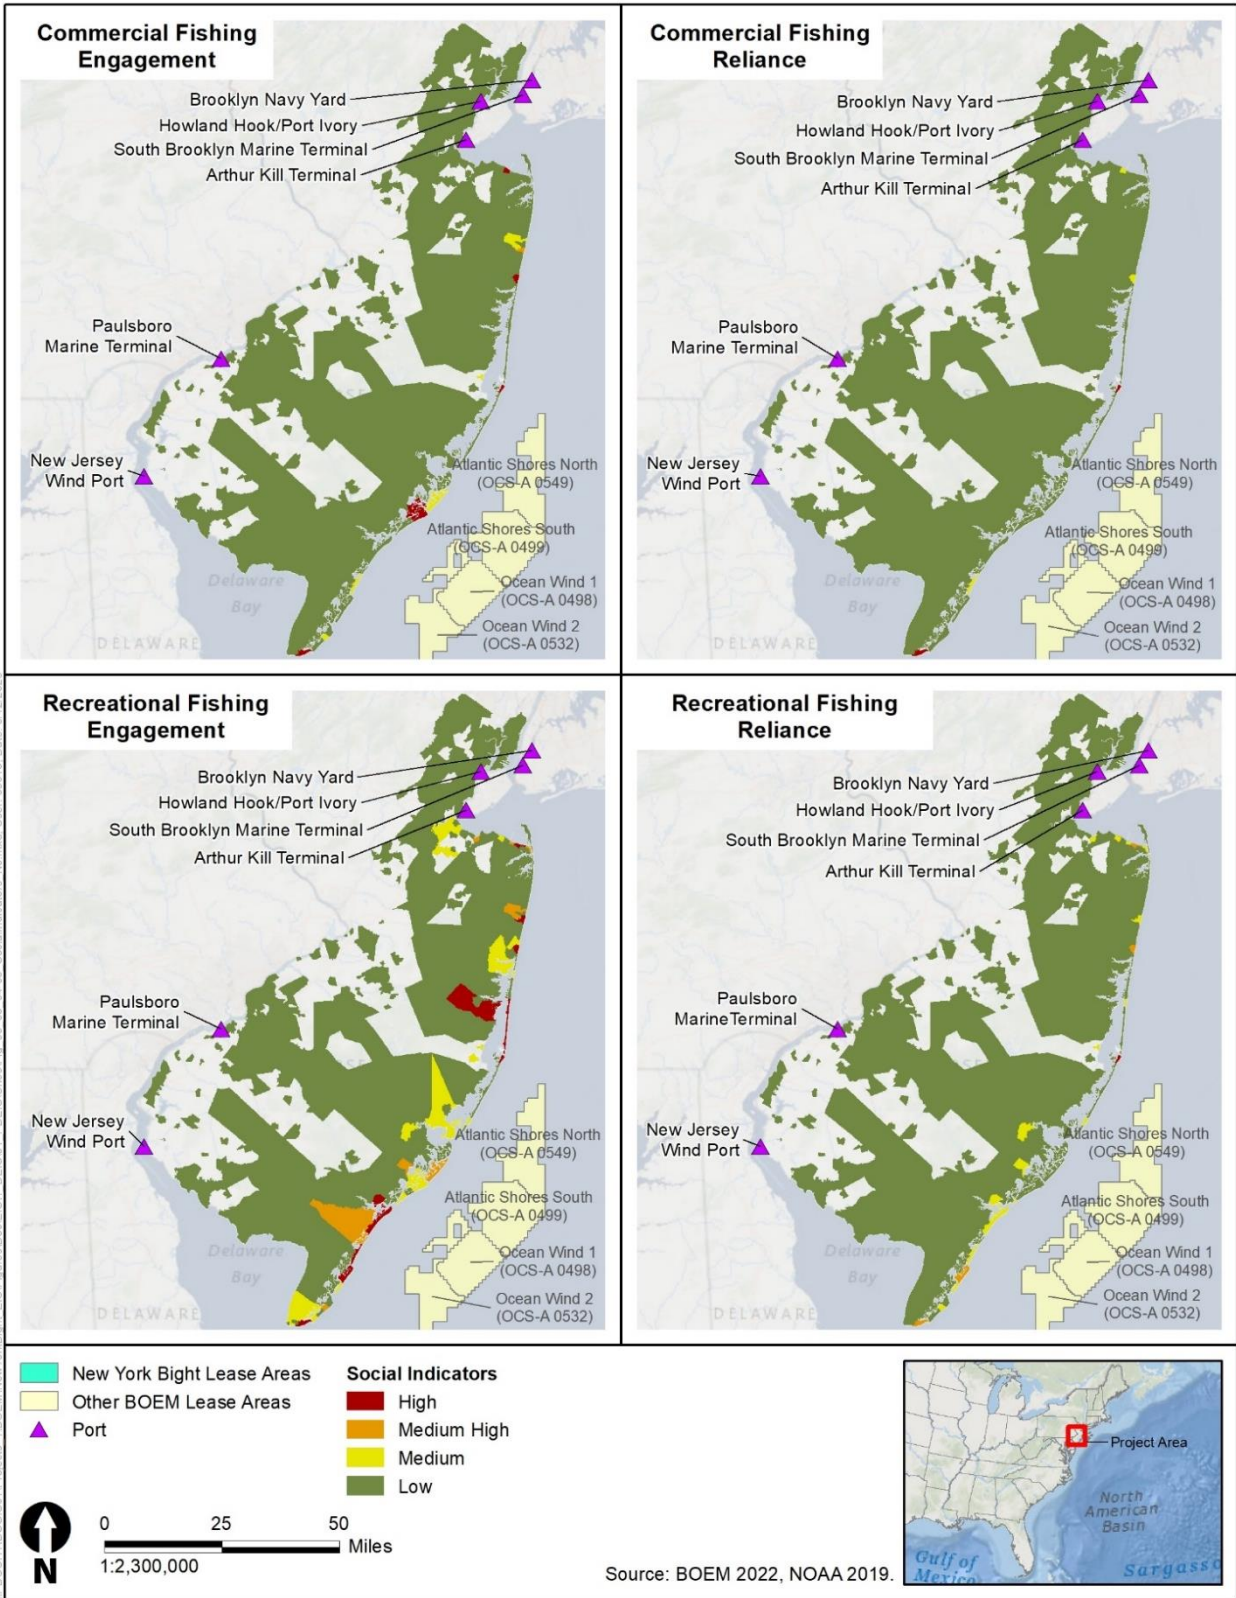 Commercial Fishing
Engagement
Brooklyn Navy Yard
Howland Hook/Port Ivory
South Brooklyn Marine Terminal
Arthur Kill Terminal
Paulsboro
Marine Terminal
New Jersey
Wind Port
Atlantic Shores North
(OCS-A 0549)
Atlantic Shores South
(OCS-A 0499)
Ocean Wind 1
(OCS-A 0498)
Ocean Wind 2
(OCS-A 0532)
Delaware
Bay
DELAWARE
Commercial Fishing
Reliance
Brooklyn Navy Yard
Howland Hook/Port Ivory
South Brooklyn Marine Terminal
Arthur Kill Terminal
Paulsboro
Marine Terminal
New Jersey
Wind Port
Atlantic Shores North
(OCS-A 0549)
Atlantic Shores South
(OCS-A 0499)
Ocean Wind 1
(OCS-A 0498)
Ocean Wind 2
(OCS-A 0532)
Delaware
Bay
DELAWARE
Recreational Fishing
Engagement
Brooklyn Navy Yard
Howland Hook/Port Ivory
South Brooklyn Marine Terminal
Arthur Kill Terminal
Paulsboro
Marine Terminal
New Jersey
Wind Port
Atlantic Shores North
(OCS-A 0549)
Atlantic Shores South
(OCS-A 0499)
Ocean Wind 1
(OCS-A 0498)
Ocean Wind 2
(OCS-A 0532)
Delaware
Bay
DELAWARE
Recreational Fishing
Reliance
Brooklyn Navy Yard
Howland Hook/Port Ivory
South Brooklyn Marine Terminal
Arthur Kill Terminal
Paulsboro
MarineTerminal
New Jersey
Wind Port
Atlantic Shores North
(OCS-A 0549)
Atlantic Shores South
(OCS-A 0499)
Ocean Wind 1
(OCS-A 0498)
Ocean Wind 2
(OCS-A 0532)
Delaware
Bay
DELAWARE
New York Bight Lease Areas
Other BOEM Lease Areas
Port
Social Indicators
High
Medium High
Medium
Low
N
0 25 50
Miles
1:2,300,000
Source: BOEM 2022, NOAA 2019.
Project Area
North
American
Basin
Gulf of
Mexico
Sargasso